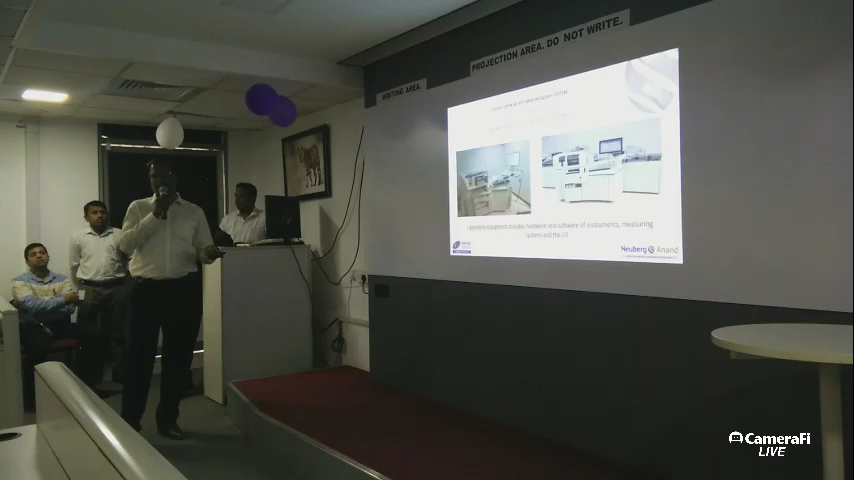 PROJECTION AREA. DO NOT WRITE.
WRITING AREA.
Laboratory equipment includes hardware and software of instruments, measuring
systems and the LIS
Neuberg Anand
CameraFi
LIVE